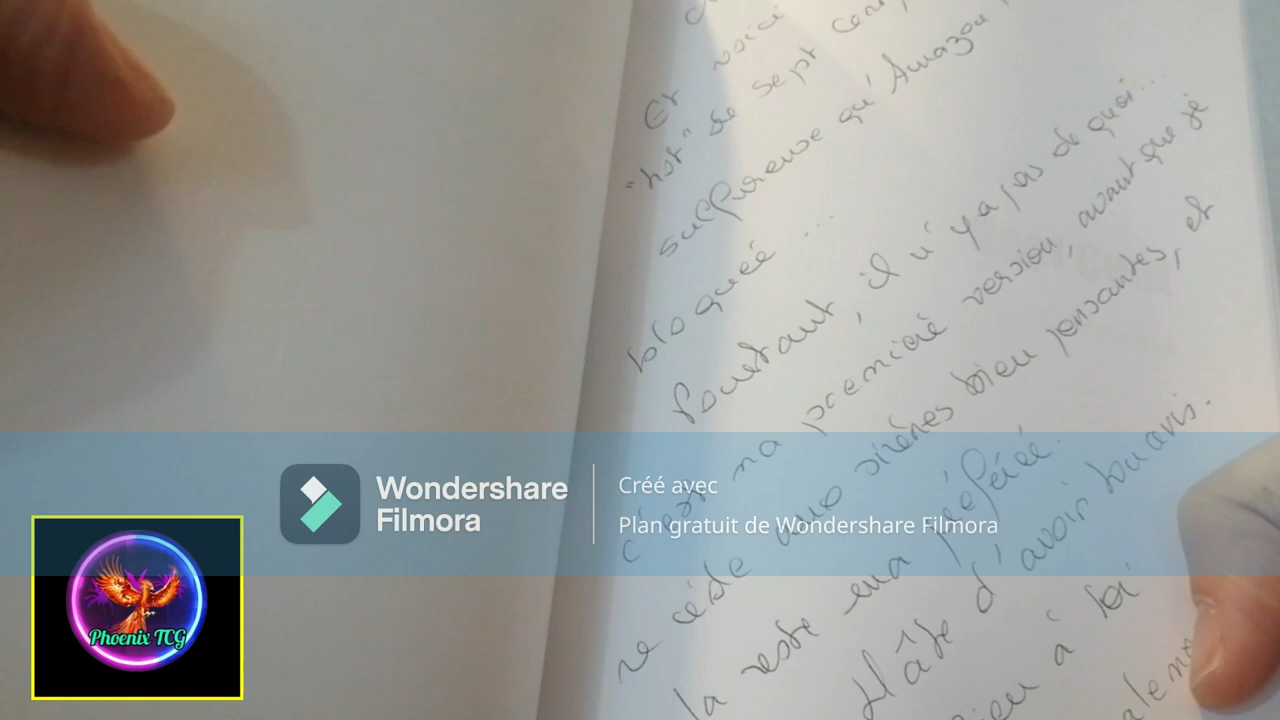 Et voici
"hot" de sept
sulfureuse qu'Amazon
bloquée ...
Pourtant, il n'y a pas de quoi...
c'est ma première version, avant que je
ne cède aux sirènes bien pensantes, et
la reste ma préférée.
Hâte d'avoir ton avis.
à toi
Wondershare
Filmora
Créé avec
Plan gratuit de Wondershare Filmora
Phoenix TCG